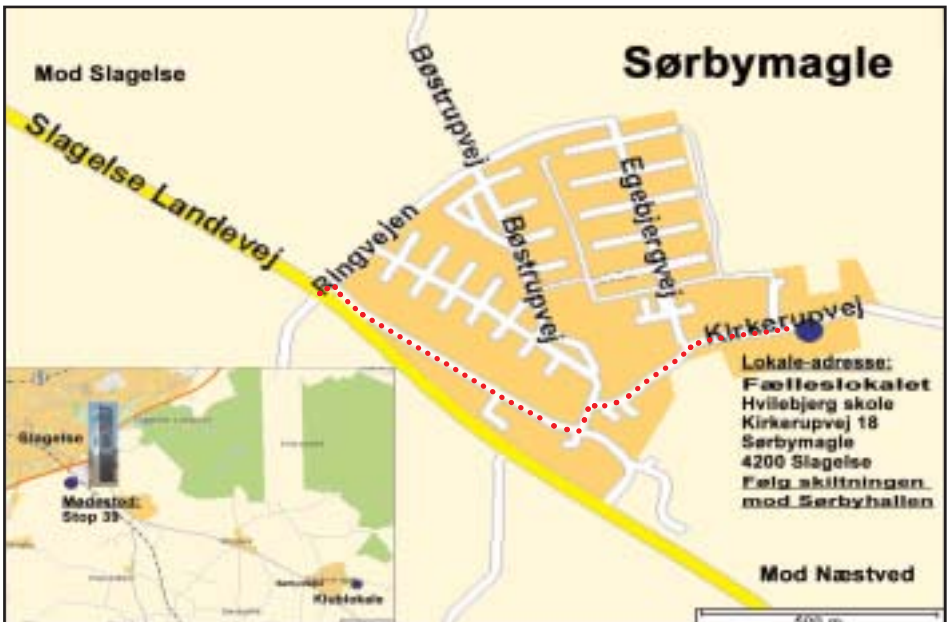 Sørbymagle
Mod Slagelse
Bøstrupvej
Slagelse Landevej
Ringvejen
Egebjergvej
Bøstrupvej
Kirkerupvej
Lokale-adresse:
Fælleslokalet
Hvilebjerg skole
Kirkerupvej 18
Sørbymagle
4200 Slagelse
Følg skiltningen
mod Sørbyhallen
Slagelse
Mødested:
Stop 39
Klublokale
Mod Næstved
500 m